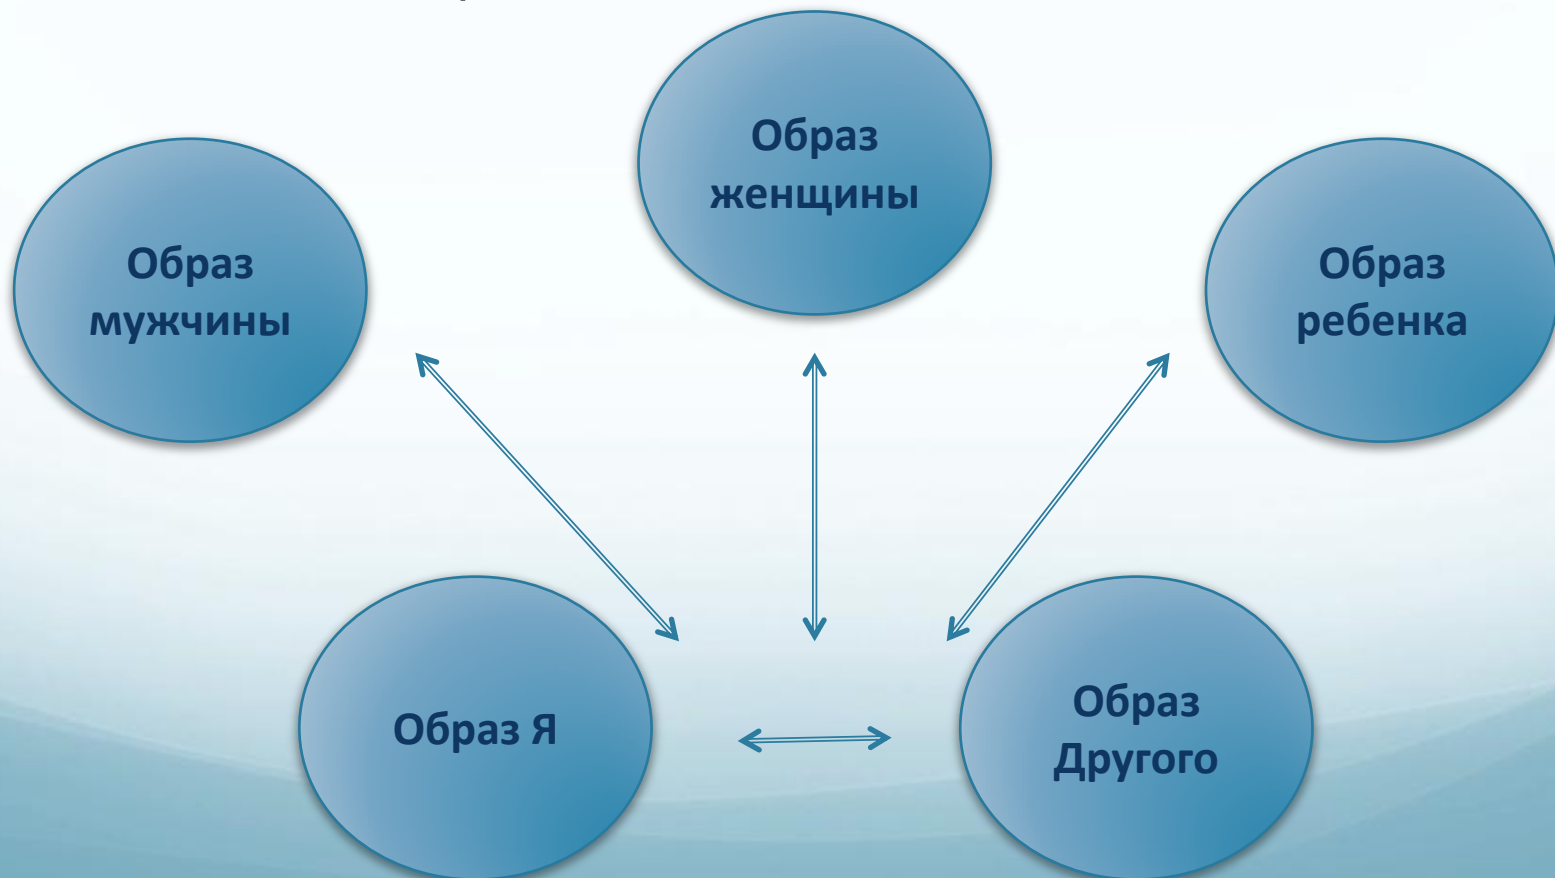 Образ
женщины
Образ
мужчины
Образ
ребенка
Образ Я
Образ
Другого